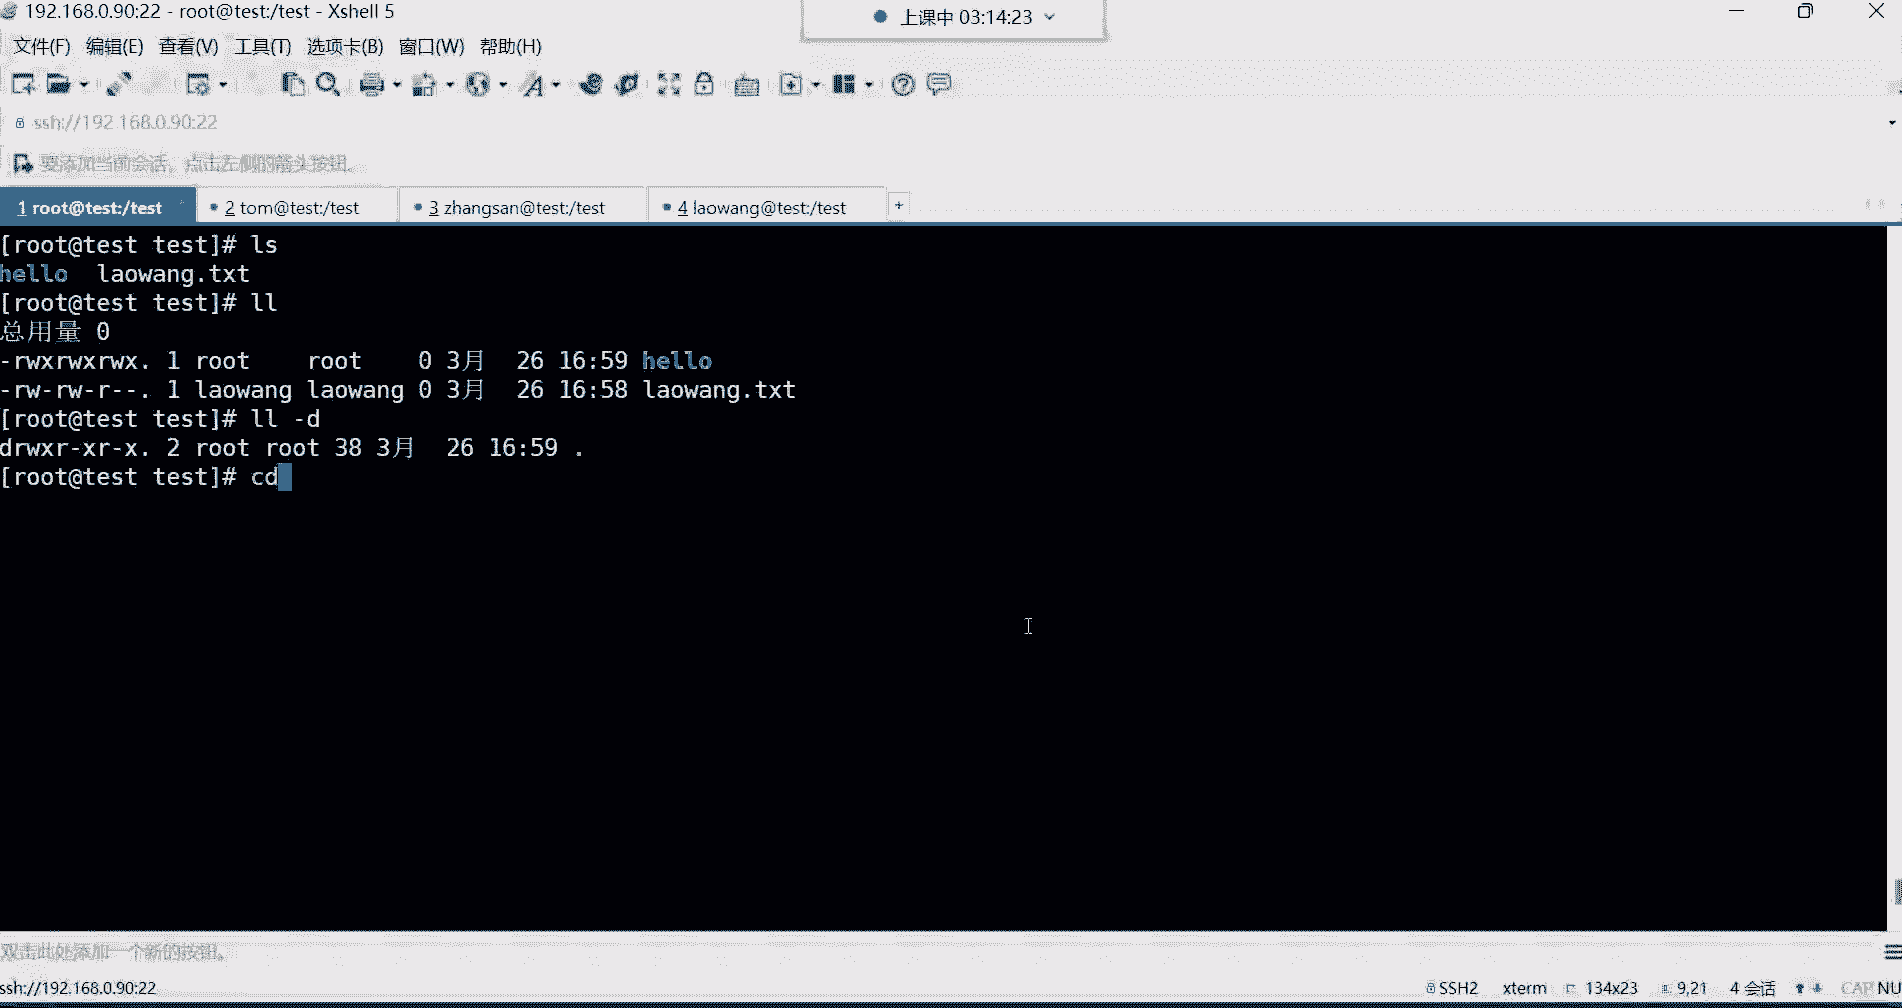 192.168.0.90:22 - root@test:/test - Xshell 5
上课中 03:14:23
文件(F) 编辑(E) 查看(V) 工具(T) 选项卡(B) 窗口(W) 帮助(H)
ssh://192.168.0.90:22
要添加当前会话，点击左侧的箭头按钮。
1 root@test:/test 2 tom@test:/test 3 zhangsan@test:/test 4 laowang@test:/test +
[root@test test]# ls
hello laowang.txt
[root@test test]# ll
总用量 0
-rwxrwxrwx. 1 root root 0 3月 26 16:59 hello
-rw-rw-r--. 1 laowang laowang 0 3月 26 16:58 laowang.txt
[root@test test]# ll -d
drwxr-xr-x. 2 root root 38 3月 26 16:59 .
[root@test test]# cd
双击此处添加一个新的按钮。
ssh://192.168.0.90:22 SSH2 xterm 134x23 9,21 4 会话 CAP NU